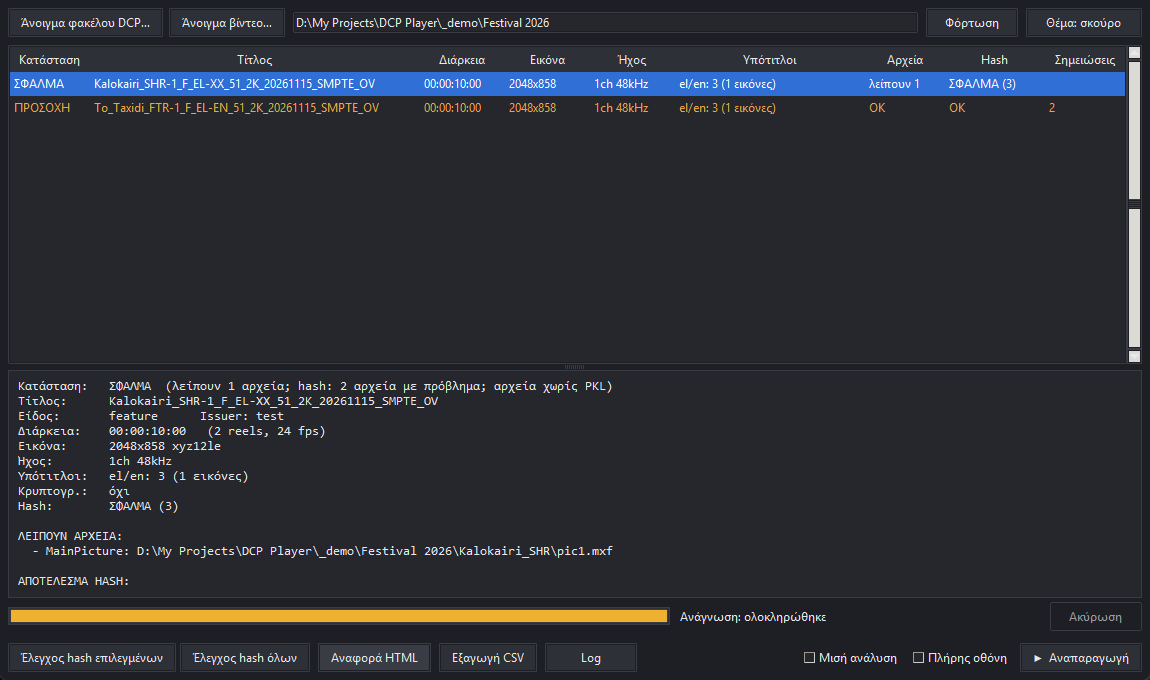 Άνοιγμα φακέλου DCP... Άνοιγμα βίντεο... D:\My Projects\DCP Player\_demo\Festival 2026 Φόρτωση Θέμα: σκούρο
Κατάσταση Τίτλος Διάρκεια Εικόνα Ήχος Υπότιτλοι Αρχεία Hash Σημειώσεις
ΣΦΑΛΜΑ Kalokairi_SHR-1_F_EL-XX_51_2K_20261115_SMPTE_OV 00:00:10:00 2048x858 1ch 48kHz el/en: 3 (1 εικόνες) λείπουν 1 ΣΦΑΛΜΑ (3)
ΠΡΟΣΟΧΗ To_Taxidi_FTR-1_F_EL-EN_51_2K_20261115_SMPTE_OV 00:00:10:00 2048x858 1ch 48kHz el/en: 3 (1 εικόνες) OK OK 2
Κατάσταση: ΣΦΑΛΜΑ (λείπουν 1 αρχεία; hash: 2 αρχεία με πρόβλημα; αρχεία χωρίς PKL)
Τίτλος: Kalokairi_SHR-1_F_EL-XX_51_2K_20261115_SMPTE_OV
Είδος: feature Issuer: test
Διάρκεια: 00:00:10:00 (2 reels, 24 fps)
Εικόνα: 2048x858 xyz12le
Ήχος: 1ch 48kHz
Υπότιτλοι: el/en: 3 (1 εικόνες)
Κρυπτογρ.: όχι
Hash: ΣΦΑΛΜΑ (3)
ΛΕΙΠΟΥΝ ΑΡΧΕΙΑ:
- MainPicture: D:\My Projects\DCP Player\_demo\Festival 2026\Kalokairi_SHR\pic1.mxf
ΑΠΟΤΕΛΕΣΜΑ HASH:
Ανάγνωση: ολοκληρώθηκε Ακύρωση
Έλεγχος hash επιλεγμένων Έλεγχος hash όλων Αναφορά HTML Εξαγωγή CSV Log Μισή ανάλυση Πλήρης οθόνη ► Αναπαραγωγή